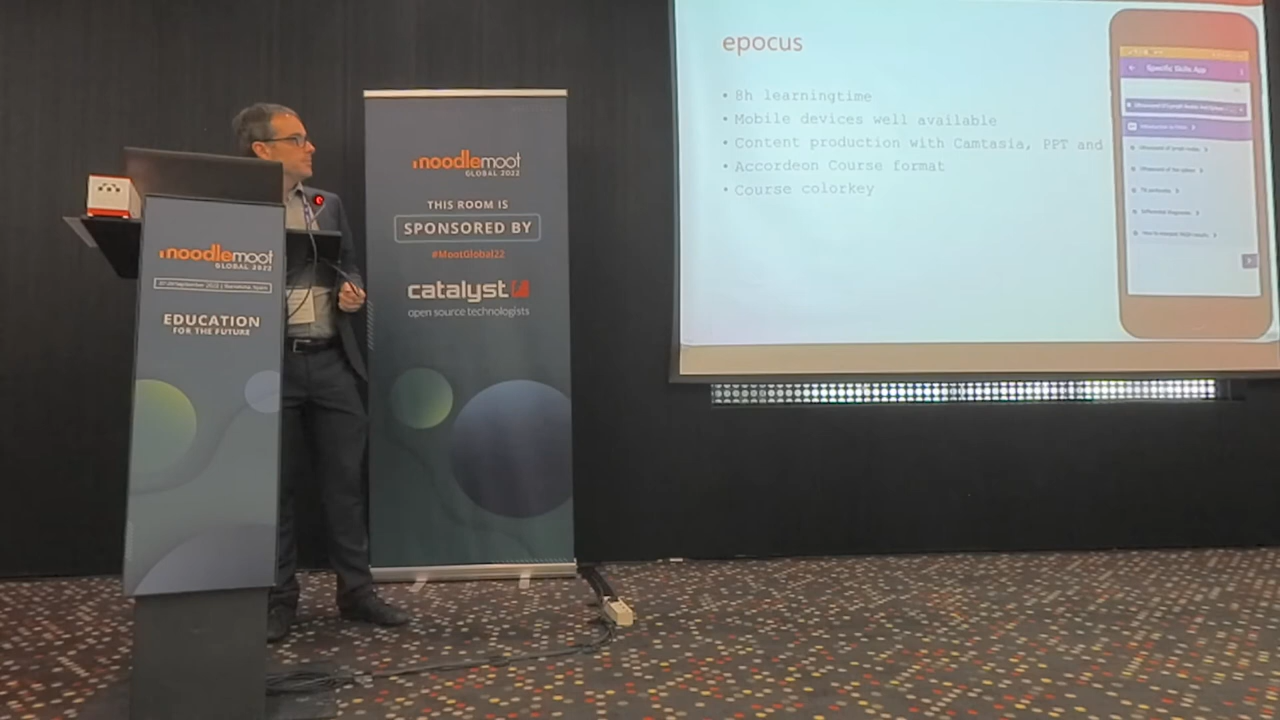 moodlemoot
GLOBAL 2022
EDUCATION
FOR THE FUTURE
moodlemoot
GLOBAL 2022
THIS ROOM IS
SPONSORED BY
#MootGlobal22
catalyst
open source technologists
epocus
• 8h learningtime
• Mobile devices well available
• Content production with Camtasia, PPT and
• Accordeon Course format
• Course colorkey
Specific Skills App